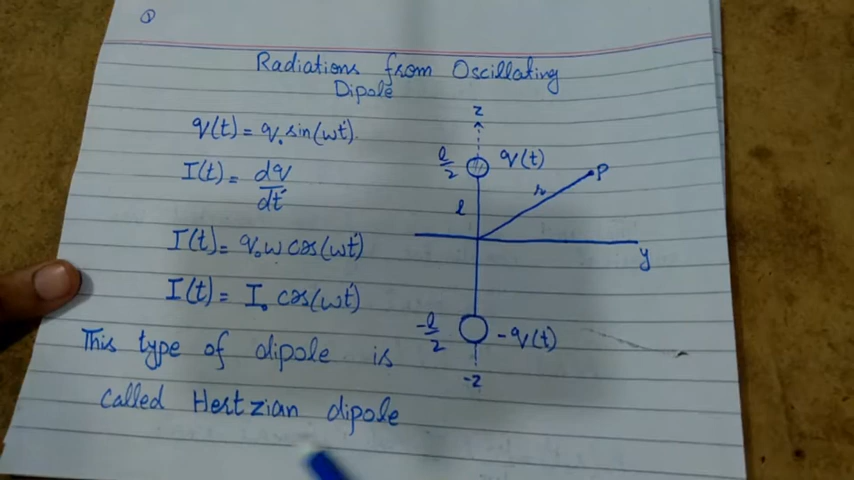 ①
Radiations from Oscillating
Dipole
q(t) = q₀ sin(ωt)
I(t) = dq/dt
I(t) = q₀ω cos(ωt)
I(t) = I₀ cos(ωt)
This type of dipole is
called Hertzian dipole
z
l/2 q(t)
P
r
l
y
-l/2 -q(t)
-z